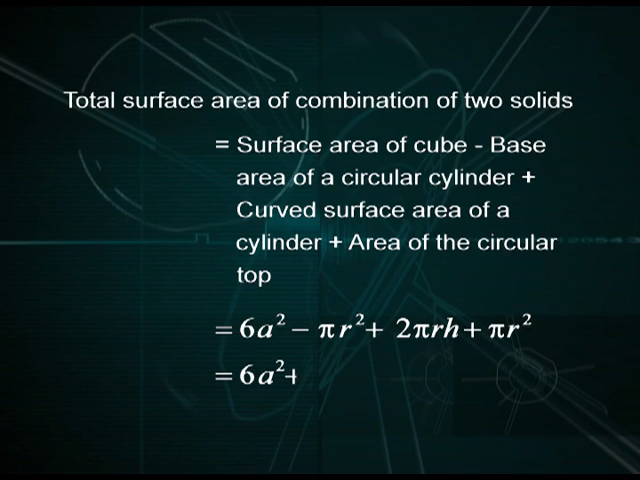 Total surface area of combination of two solids
= Surface area of cube - Base
area of a circular cylinder +
Curved surface area of a
cylinder + Area of the circular
top
= 6a² − πr² + 2πrh + πr²
= 6a² +